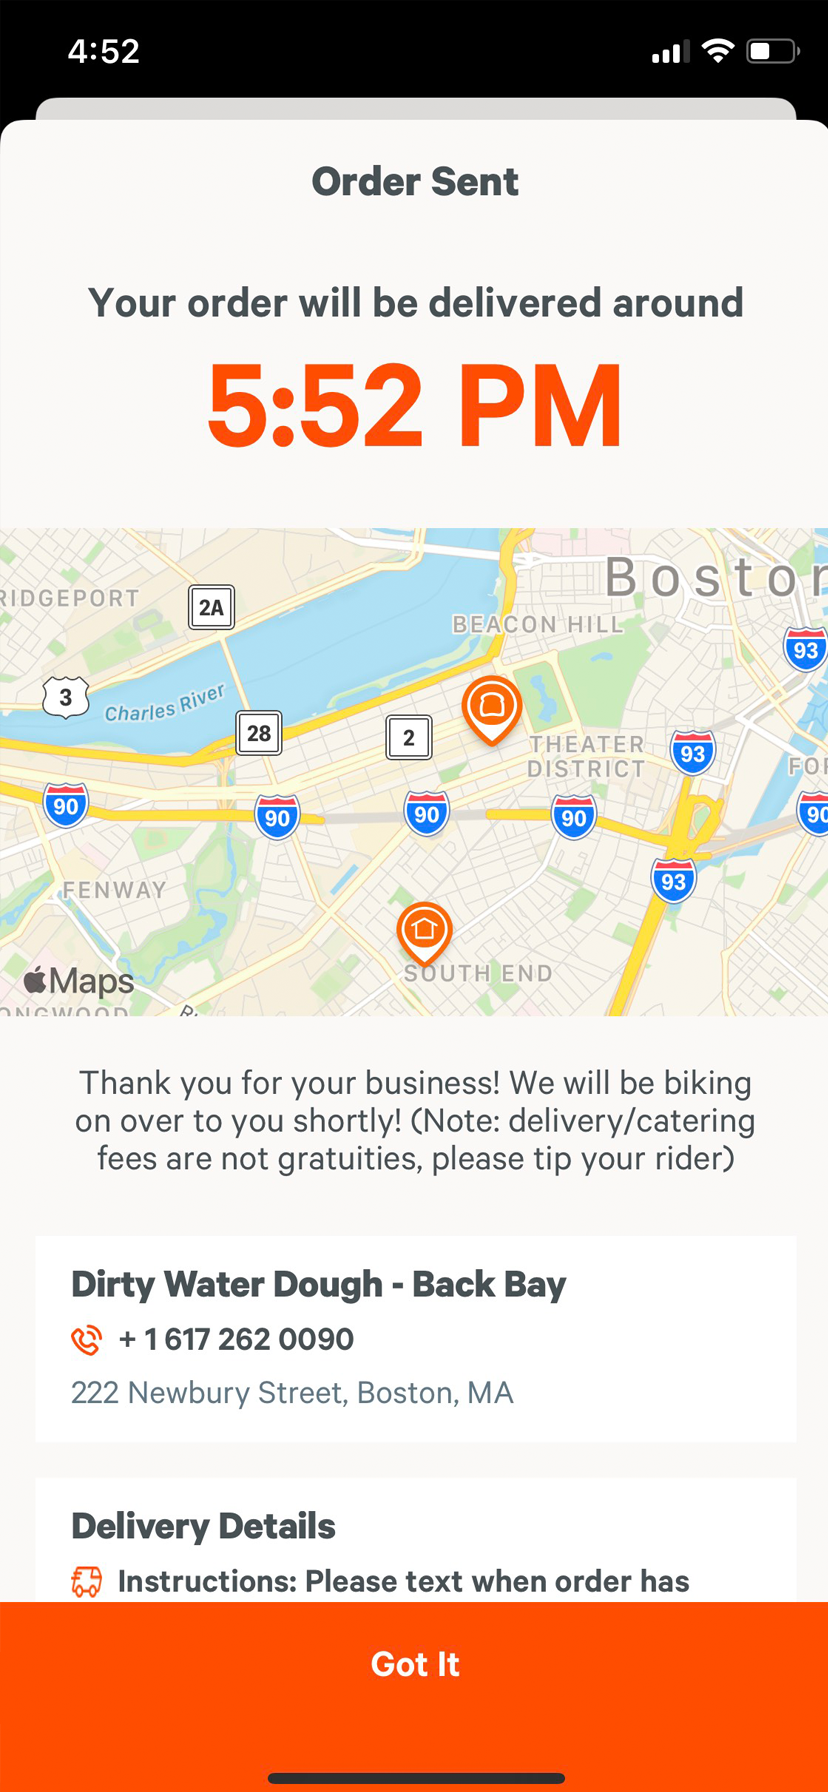 4:52
Order Sent
Your order will be delivered around
5:52 PM
Bosto
RIDGEPORT
2A
BEACON HILL
93
3
Charles River
28
2
THEATER
DISTRICT
93
FO
90
90
90
90
90
93
FENWAY
SOUTH END
Maps
ONGWOOD
Thank you for your business! We will be biking
on over to you shortly! (Note: delivery/catering
fees are not gratuities, please tip your rider)
Dirty Water Dough - Back Bay
+ 1 617 262 0090
222 Newbury Street, Boston, MA
Delivery Details
Instructions: Please text when order has
Got It